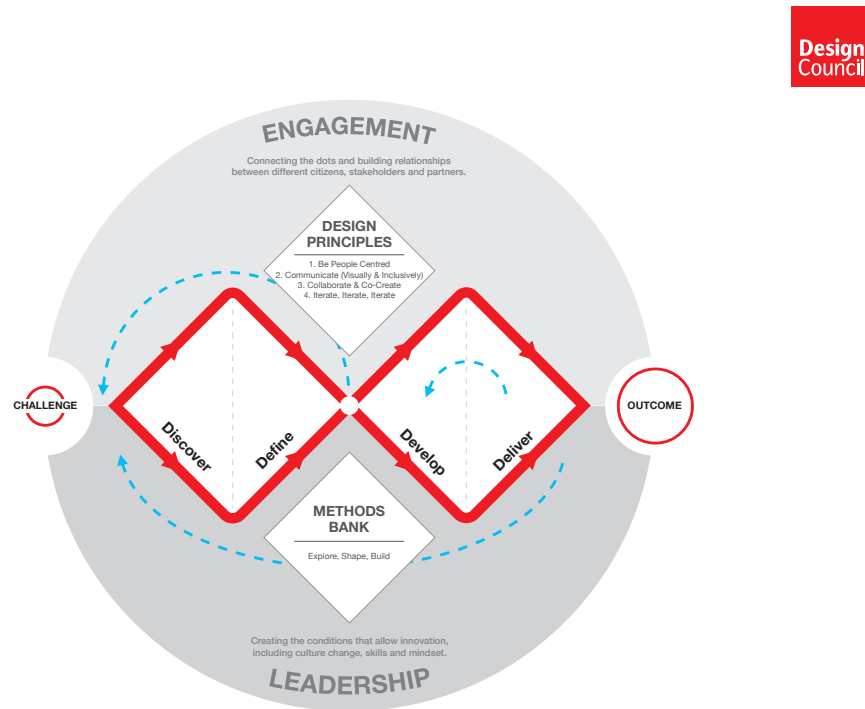 Design
Council
ENGAGEMENT
Connecting the dots and building relationships
between different citizens, stakeholders and partners.
DESIGN
PRINCIPLES
1. Be People Centred
2. Communicate (Visually & Inclusively)
3. Collaborate & Co-Create
4. Iterate, Iterate, Iterate
CHALLENGE
OUTCOME
Discover
Define
Develop
Deliver
METHODS
BANK
Explore, Shape, Build
Creating the conditions that allow innovation,
including culture change, skills and mindset.
LEADERSHIP